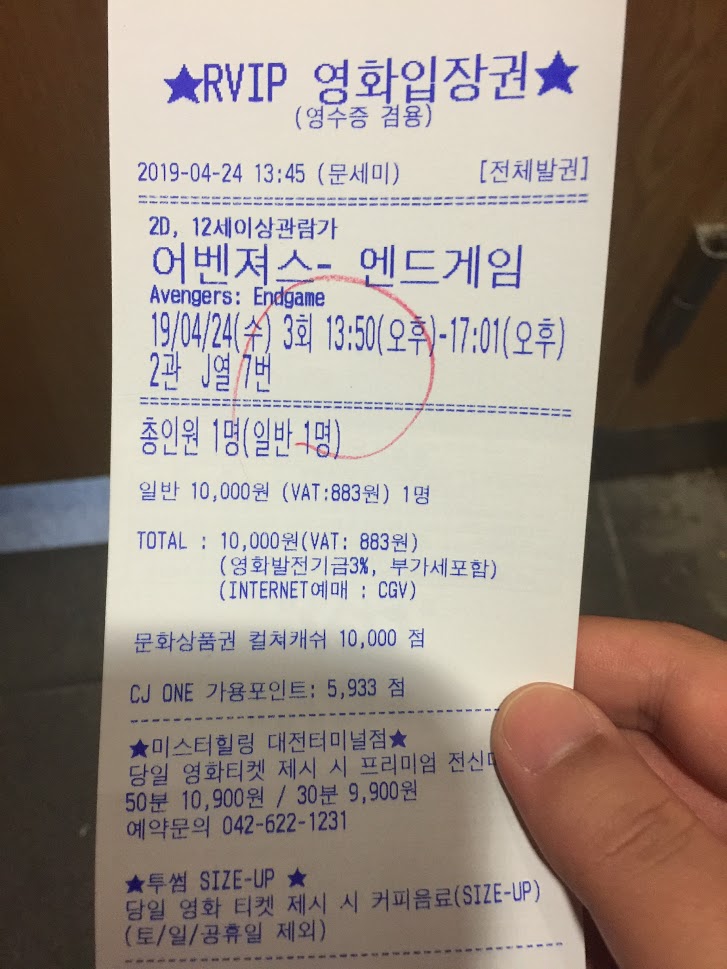 ★RVIP 영화입장권★
(영수증 겸용)
2019-04-24 13:45 (문세미) [전체발권]
2D, 12세이상관람가
어벤져스- 엔드게임
Avengers: Endgame
19/04/24(수) 3회 13:50(오후)-17:01(오후)
2관 J열 7번
총인원 1명(일반 1명)
일반 10,000원 (VAT:883원) 1명
TOTAL : 10,000원(VAT: 883원)
(영화발전기금3%, 부가세포함)
(INTERNET예매 : CGV)
문화상품권 컬쳐캐쉬 10,000 점
CJ ONE 가용포인트: 5,933 점
★미스터힐링 대전터미널점★
당일 영화티켓 제시 시 프리미엄 전신
50분 10,900원 / 30분 9,900원
예약문의 042-622-1231
★투썸 SIZE-UP ★
당일 영화 티켓 제시 시 커피음료(SIZE-UP)
(토/일/공휴일 제외)